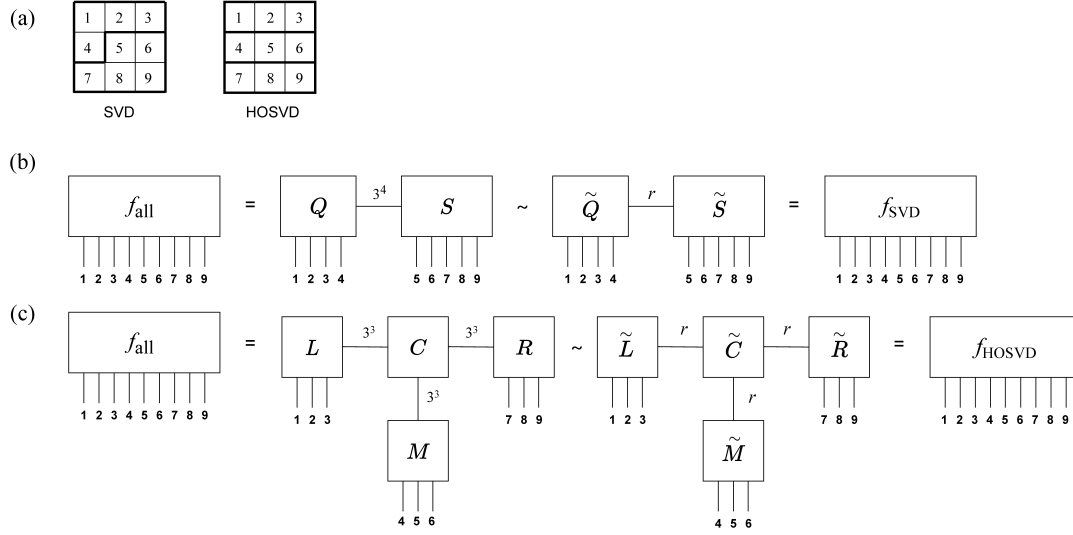 (a)
1 2 3 1 2 3
4 5 6 4 5 6
7 8 9 7 8 9
SVD HOSVD
(b)
f_all = Q 3^4 S ~ Q̃ r S̃ = f_SVD
1 2 3 4 5 6 7 8 9 1 2 3 4 5 6 7 8 9 1 2 3 4 5 6 7 8 9 1 2 3 4 5 6 7 8 9
(c)
f_all = L 3^3 C 3^3 R ~ L̃ r C̃ r R̃ = f_HOSVD
1 2 3 4 5 6 7 8 9 1 2 3 7 8 9 1 2 3 7 8 9 1 2 3 4 5 6 7 8 9
3^3 r
M M̃
4 5 6 4 5 6